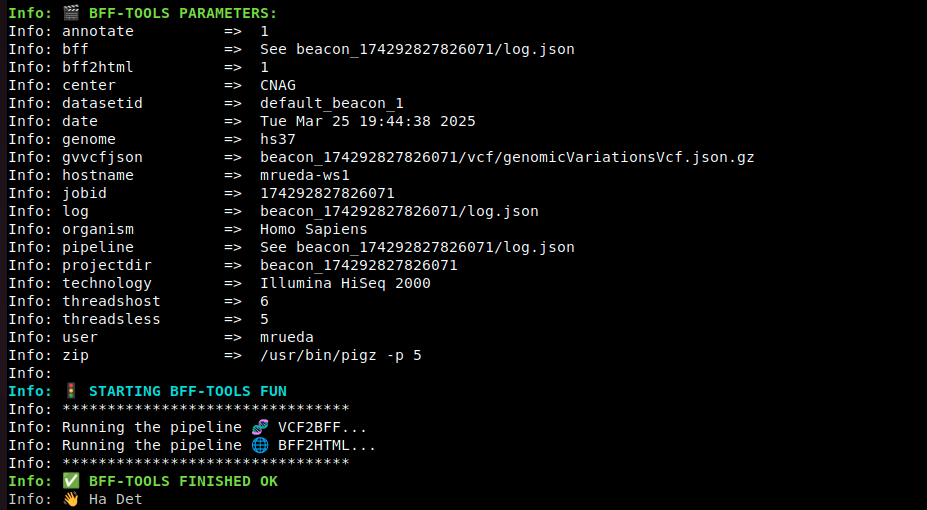 Info: 🎬 BFF-TOOLS PARAMETERS:
Info: annotate => 1
Info: bff => See beacon_174292827826071/log.json
Info: bff2html => 1
Info: center => CNAG
Info: datasetid => default_beacon_1
Info: date => Tue Mar 25 19:44:38 2025
Info: genome => hs37
Info: gvvcfjson => beacon_174292827826071/vcf/genomicVariationsVcf.json.gz
Info: hostname => mrueda-ws1
Info: jobid => 174292827826071
Info: log => beacon_174292827826071/log.json
Info: organism => Homo Sapiens
Info: pipeline => See beacon_174292827826071/log.json
Info: projectdir => beacon_174292827826071
Info: technology => Illumina HiSeq 2000
Info: threadshost => 6
Info: threadsless => 5
Info: user => mrueda
Info: zip => /usr/bin/pigz -p 5
Info:
Info: 🚦 STARTING BFF-TOOLS FUN
Info: ********************************
Info: Running the pipeline 🧬 VCF2BFF...
Info: Running the pipeline 🌐 BFF2HTML...
Info: ********************************
Info: ✅ BFF-TOOLS FINISHED OK
Info: 👋 Ha Det